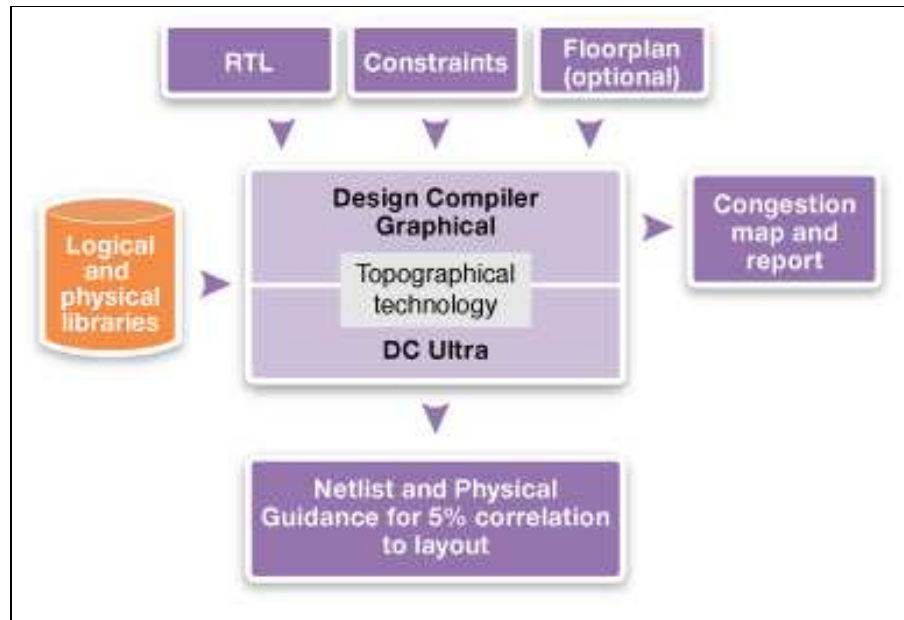 RTL
Constraints
Floorplan
(optional)
Logical
and
physical
libraries
Design Compiler
Graphical
Topographical
technology
DC Ultra
Congestion
map and
report
Netlist and Physical
Guidance for 5% correlation
to layout